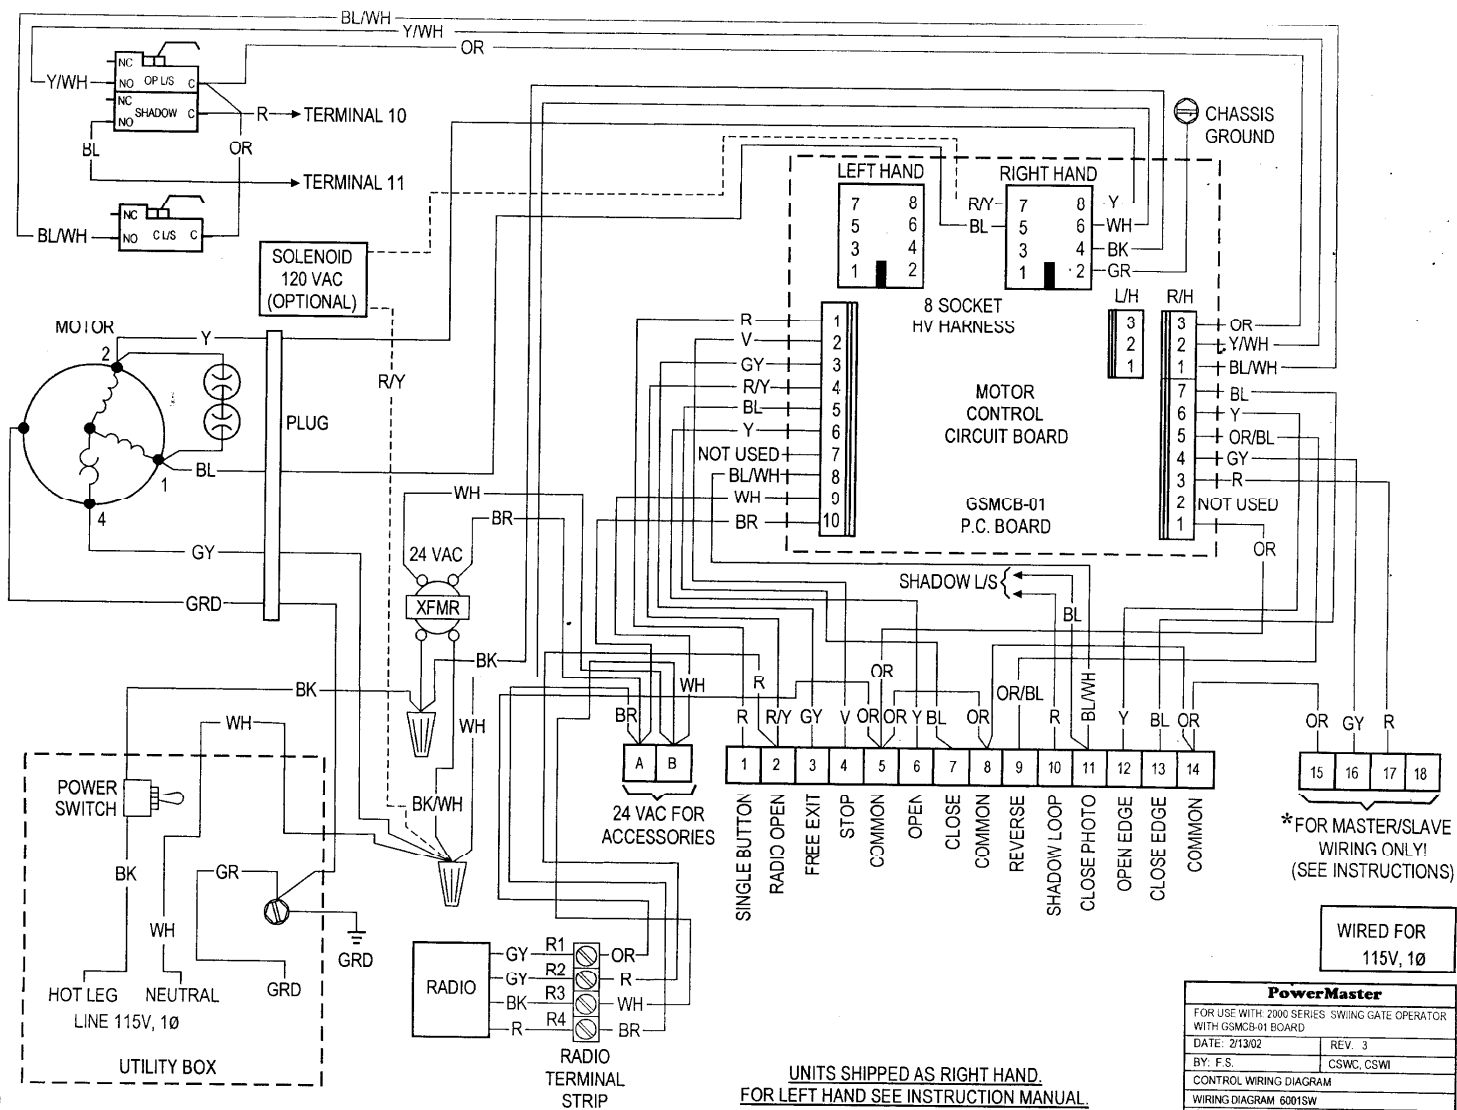 BL/WH
Y/WH
OR
NC
NO OP L/S C
Y/WH
NC
SHADOW C
NO
R TERMINAL 10
BL
OR
TERMINAL 11
NC
NO C L/S C
BL/WH
CHASSIS
GROUND
SOLENOID
120 VAC
(OPTIONAL)
R/Y
LEFT HAND
7 8
5 6
3 4
1 2
RIGHT HAND
R/Y 7 8 Y
BL 5 6 WH
3 4 BK
1 2 GR
8 SOCKET
HV HARNESS
L/H
3
2
1
R/H
3 OR
2 Y/WH
1 BL/WH
7 BL
6 Y
5 OR/BL
4 GY
3 R
2 NOT USED
1
OR
R 1
V 2
GY 3
R/Y 4
BL 5
Y 6
NOT USED 7
BL/WH 8
WH 9
BR 10
MOTOR
CONTROL
CIRCUIT BOARD
GSMCB-01
P.C. BOARD
MOTOR
2
Y
PLUG
BL
1
4
GY
GRD
WH
BR
24 VAC
XFMR
BK
BK
WH
WH
BK/WH
SHADOW L/S
BL
POWER
SWITCH
BK
WH
GR
GRD
GRD
HOT LEG NEUTRAL
LINE 115V, 1Ø
UTILITY BOX
BR
WH
A B
24 VAC FOR
ACCESSORIES
R
R
R/Y
GY
V
OR
OR
OR
Y
BL
OR
OR/BL
R
BL/WH
Y
BL
OR
1 2 3 4 5 6 7 8 9 10 11 12 13 14
SINGLE BUTTON
RADIO OPEN
FREE EXIT
STOP
COMMON
OPEN
CLOSE
COMMON
REVERSE
SHADOW LOOP
CLOSE PHOTO
OPEN EDGE
CLOSE EDGE
COMMON
OR GY R
15 16 17 18
*FOR MASTER/SLAVE
WIRING ONLY!
(SEE INSTRUCTIONS)
RADIO
GY R1 OR
GY R2 R
BK R3 WH
R R4 BR
RADIO
TERMINAL
STRIP
UNITS SHIPPED AS RIGHT HAND.
FOR LEFT HAND SEE INSTRUCTION MANUAL.
WIRED FOR
115V, 1Ø
PowerMaster
FOR USE WITH: 2000 SERIES SWIING GATE OPERATOR
WITH GSMCB-01 BOARD
DATE: 2/13/02 REV. 3
BY: F.S. CSWC, CSWI
CONTROL WIRING DIAGRAM
WIRING DIAGRAM 6001SW